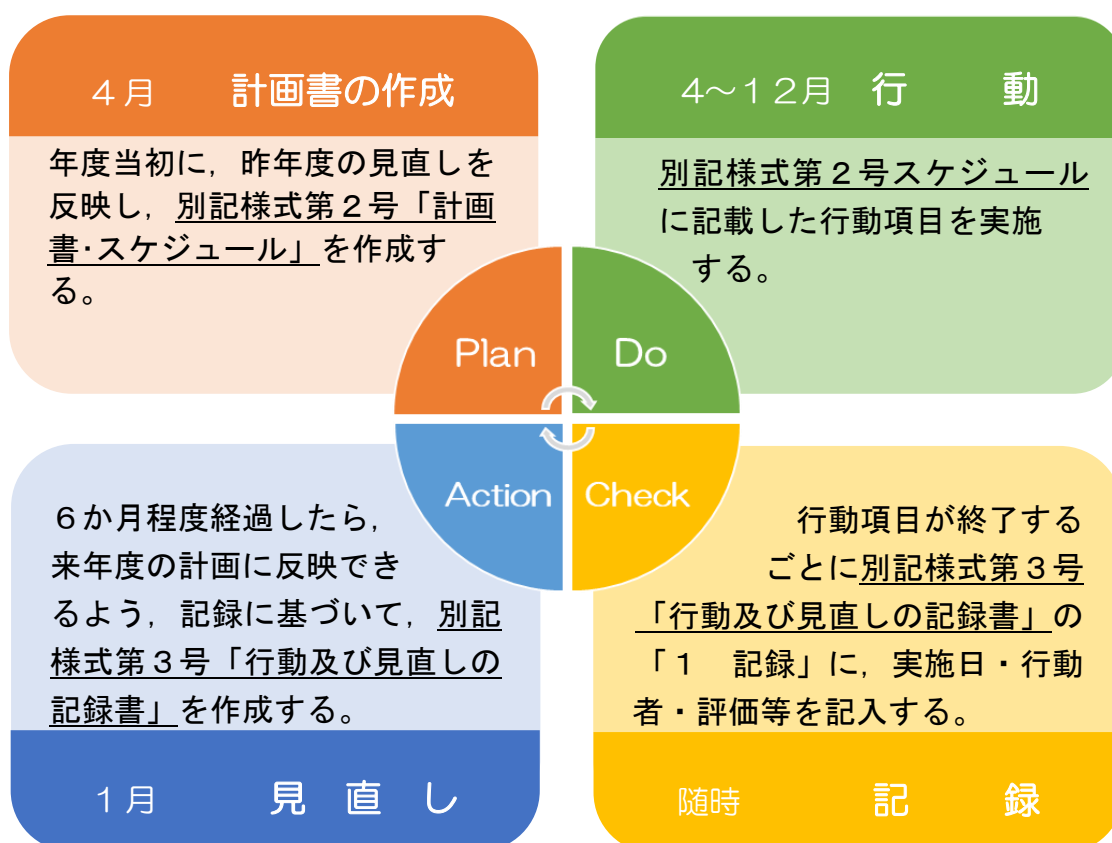 ４月 計画書の作成
年度当初に，昨年度の見直しを
反映し，別記様式第２号「計画
書･スケジュール」を作成す
る。
４～１２月 行 動
別記様式第２号スケジュール
に記載した行動項目を実施
する。
Plan
Do
Action
Check
６か月程度経過したら，
来年度の計画に反映でき
るよう，記録に基づいて，別記
様式第３号「行動及び見直しの
記録書」を作成する。
１月 見 直 し
行動項目が終了する
ごとに別記様式第３号
「行動及び見直しの記録書」の
「１ 記録」に，実施日・行動
者・評価等を記入する。
随時 記 録